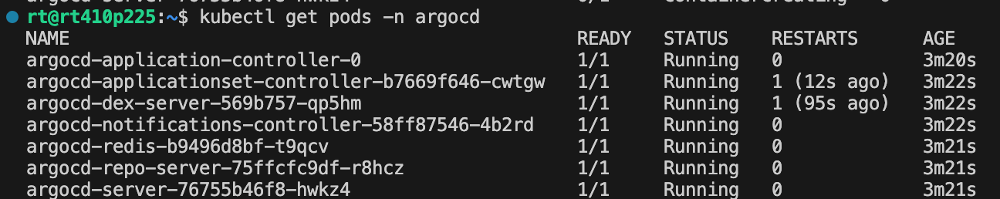 rt@rt410p225:~$ kubectl get pods -n argocd
NAME READY STATUS RESTARTS AGE
argocd-application-controller-0 1/1 Running 0 3m20s
argocd-applicationset-controller-b7669f646-cwtgw 1/1 Running 1 (12s ago) 3m22s
argocd-dex-server-569b757-qp5hm 1/1 Running 1 (95s ago) 3m22s
argocd-notifications-controller-58ff87546-4b2rd 1/1 Running 0 3m22s
argocd-redis-b9496d8bf-t9qcv 1/1 Running 0 3m21s
argocd-repo-server-75ffcfc9df-r8hcz 1/1 Running 0 3m21s
argocd-server-76755b46f8-hwkz4 1/1 Running 0 3m21s